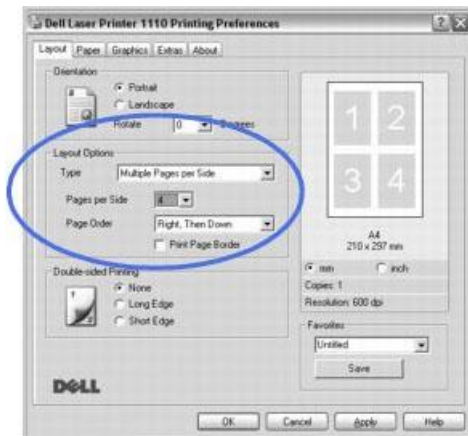 Dell Laser Printer 1110 Printing Preferences
Layout Paper Graphics Extras About
Orientation
Portrait
Landscape
Rotate 0 Degrees
Layout Options
Type Multiple Pages per Side
Pages per Side 4
Page Order Right, Then Down
Print Page Border
Double-sided Printing
None
Long Edge
Short Edge
DELL
1 2
3 4
A4
210 x 297 mm
mm inch
Copies: 1
Resolution: 600 dpi
Favorites
Untitled
Save
OK Cancel Apply Help